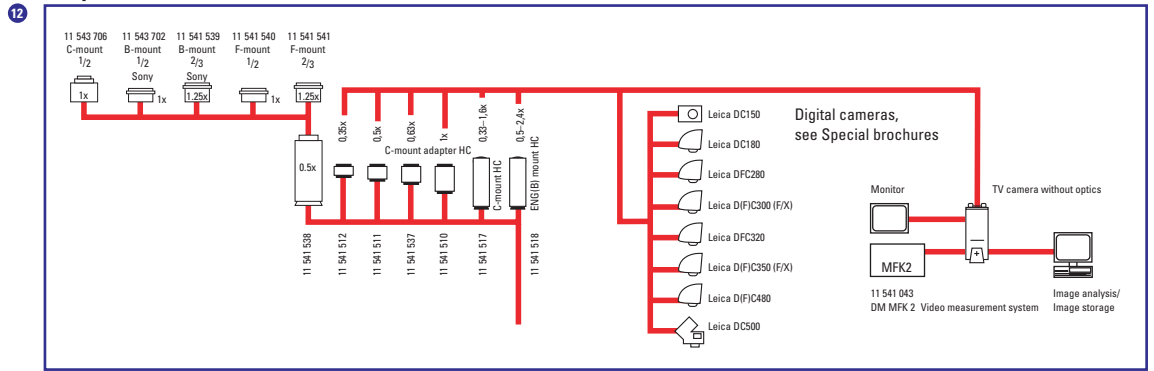 12
11 543 706
C-mount
1/2
1x
11 543 702
B-mount
1/2
Sony
1x
11 541 539
B-mount
2/3
Sony
1.25x
11 541 540
F-mount
1/2
1x
11 541 541
F-mount
2/3
1.25x
0.5x
0,35x
0,5x
0,63x
1x
0,33–1,6x
0,5–2,4x
C-mount adapter HC
C-mount HC
ENG(B) mount HC
11 541 538
11 541 512
11 541 511
11 541 537
11 541 510
11 541 517
11 541 518
Leica DC150
Leica DC180
Leica DFC280
Leica D(F)C300 (F/X)
Leica DFC320
Leica D(F)C350 (F/X)
Leica D(F)C480
Leica DC500
Digital cameras,
see Special brochures
Monitor
TV camera without optics
MFK2
11 541 043
DM MFK 2 Video measurement system
Image analysis/
Image storage